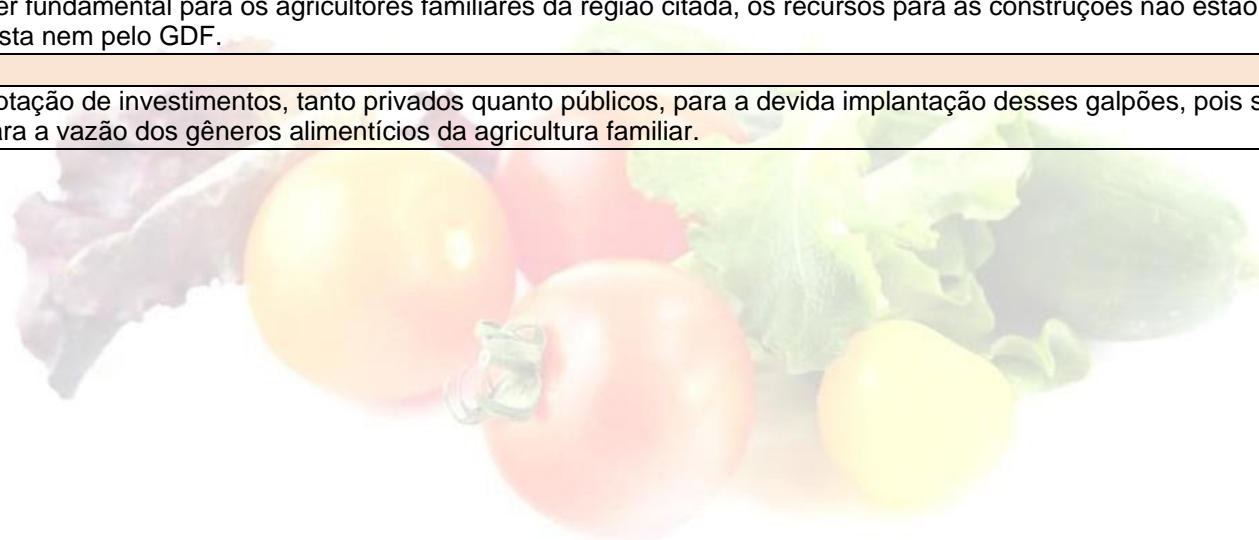 er fundamental para os agricultores familiares da região citada, os recursos para as construções não estão
sta nem pelo GDF.
otação de investimentos, tanto privados quanto públicos, para a devida implantação desses galpões, pois s
ara a vazão dos gêneros alimentícios da agricultura familiar.